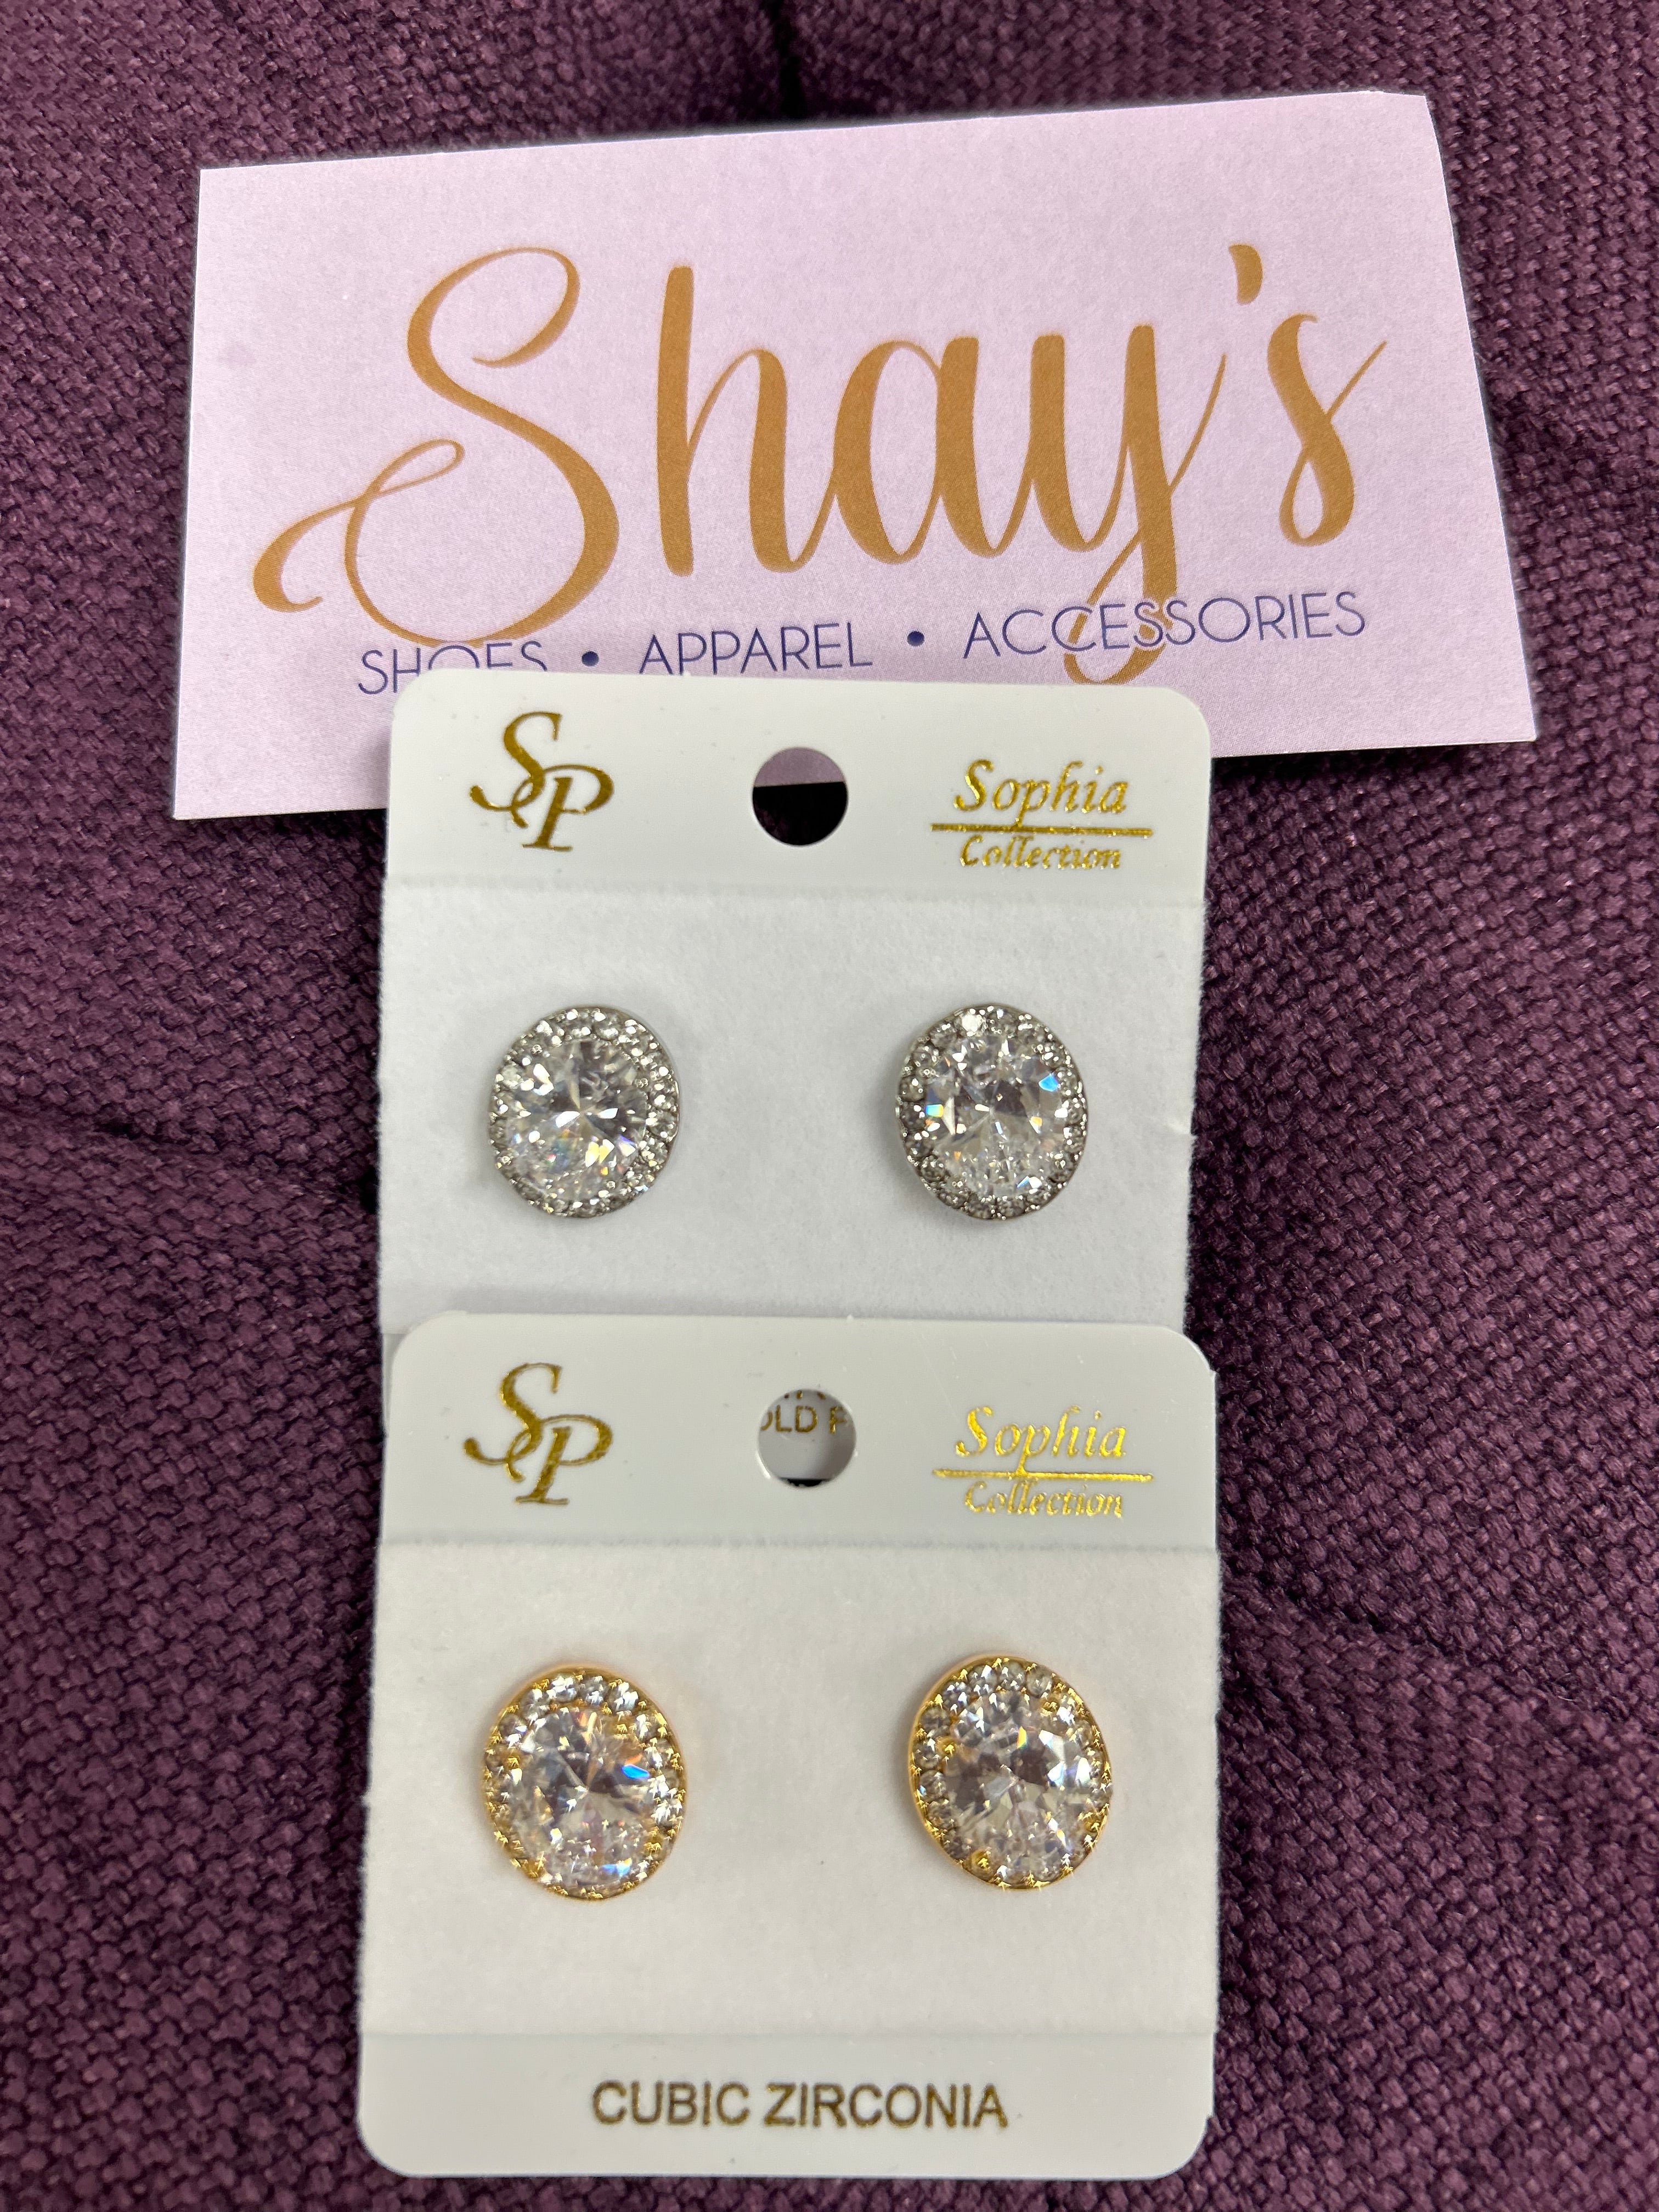 Shay's
SHOES • APPAREL • ACCESSORIES
SP
Sophia
Collection
SP
Sophia
Collection
CUBIC ZIRCONIA